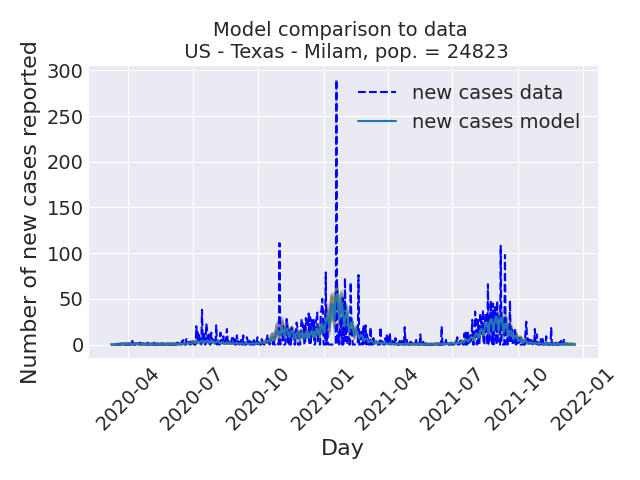 Model comparison to data
US - Texas - Milam, pop. = 24823
Number of new cases reported
300
250
200
150
100
50
0
new cases data
new cases model
2020-04
2020-07
2020-10
2021-01
2021-04
2021-07
2021-10
2022-01
Day